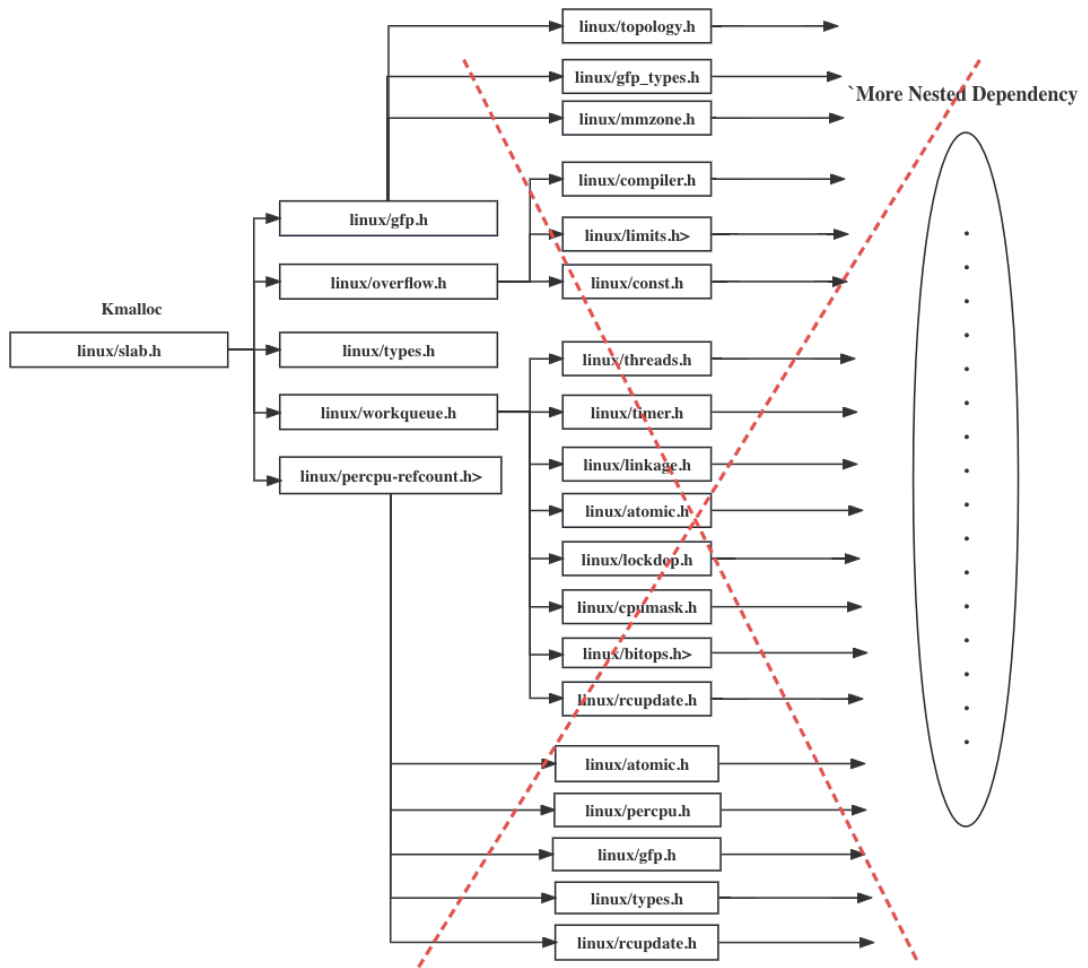 linux/topology.h
linux/gfp_types.h
`More Nested Dependency
linux/mmzone.h
linux/compiler.h
linux/gfp.h
linux/limits.h>
linux/overflow.h
linux/const.h
Kmalloc
linux/slab.h
linux/types.h
linux/threads.h
linux/workqueue.h
linux/timer.h
linux/linkage.h
linux/percpu-refcount.h>
linux/atomic.h
linux/lockdep.h
linux/cpumask.h
linux/bitops.h>
linux/rcupdate.h
linux/atomic.h
linux/percpu.h
linux/gfp.h
linux/types.h
linux/rcupdate.h